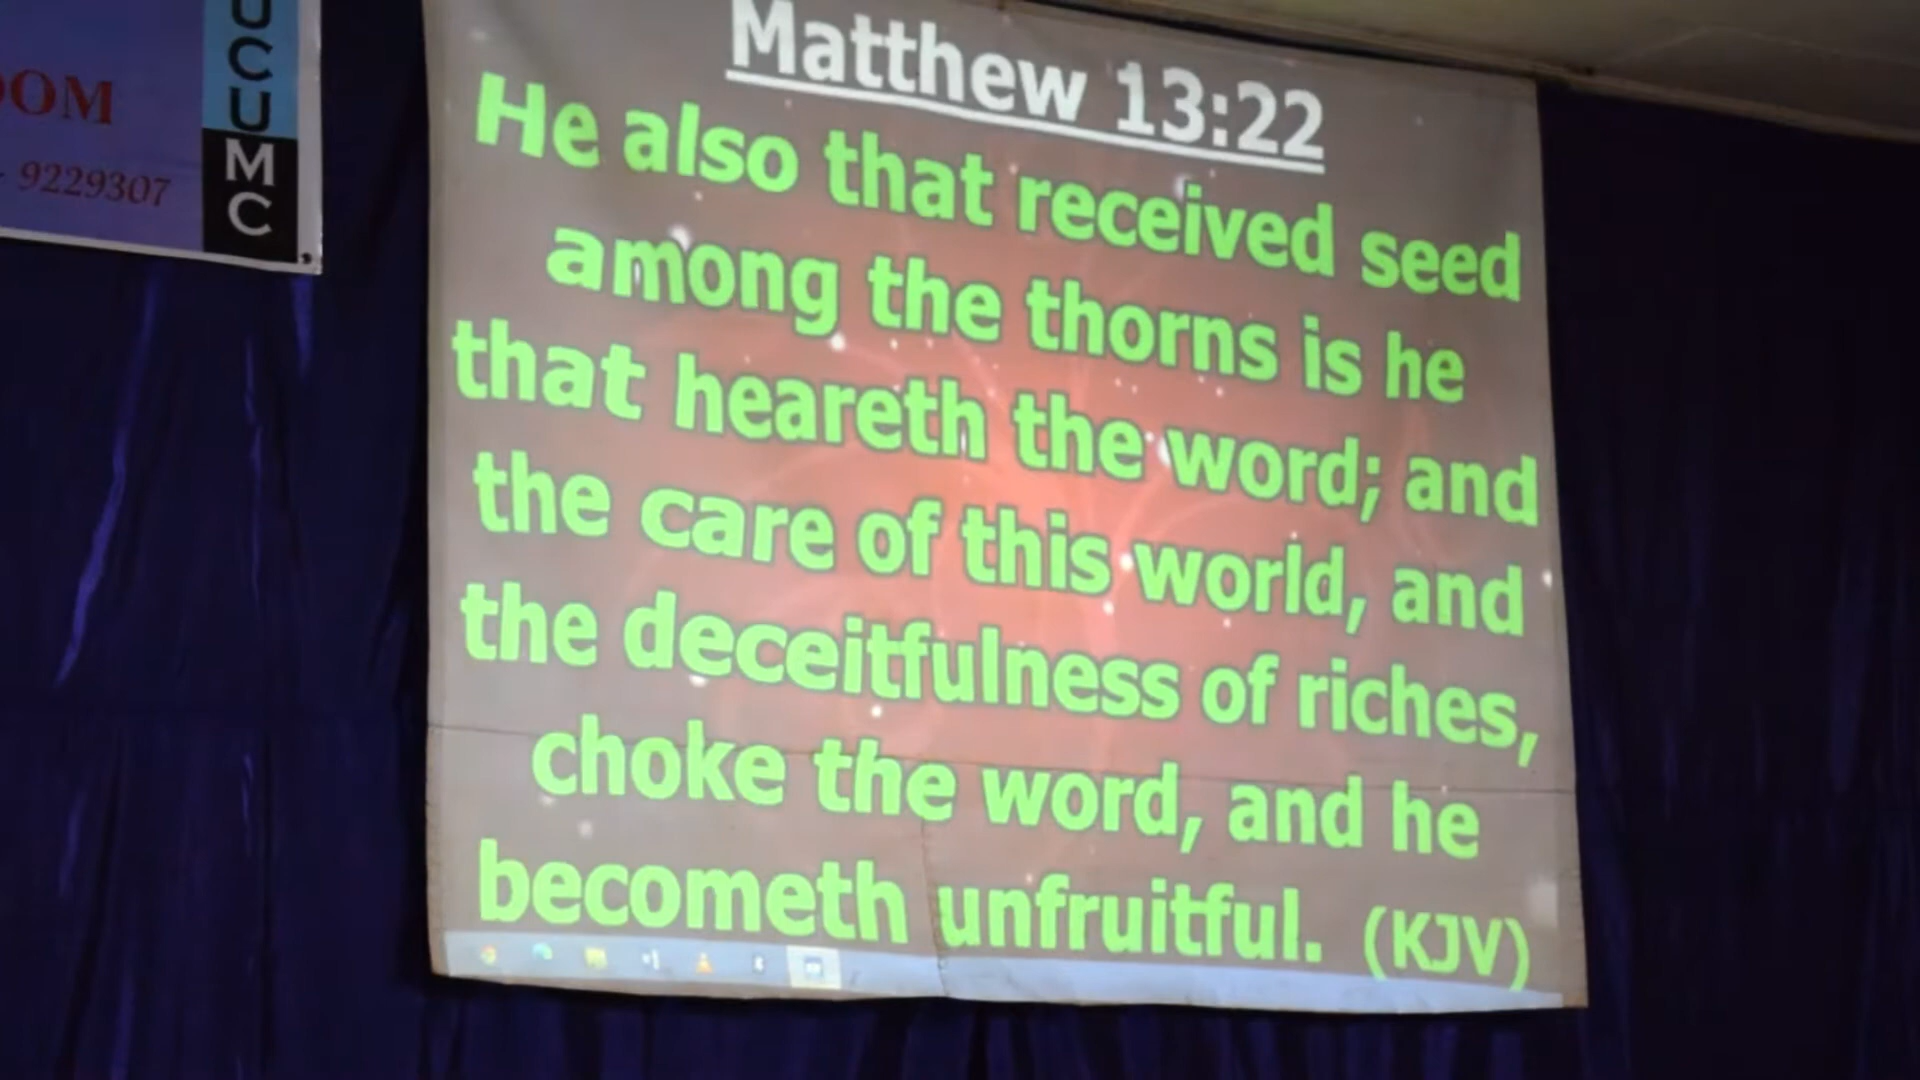 UCUMC
OOM
- 9229307
Matthew 13:22
He also that received seed
among the thorns is he
that heareth the word; and
the care of this world, and
the deceitfulness of riches,
choke the word, and he
becometh unfruitful. (KJV)